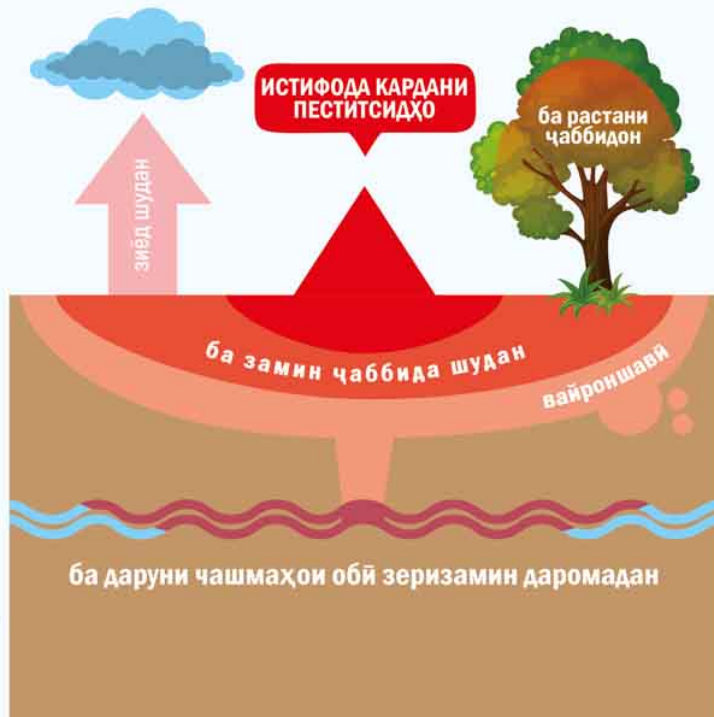 ИСТИФОДА КАРДАНИ
ПЕСТИТСИДҲО
ба растани
ҷаббидон
зиёд шудан
ба замин ҷаббида шудан
вайроншавӣ
ба даруни чашмаҳои обӣ зеризамин даромадан